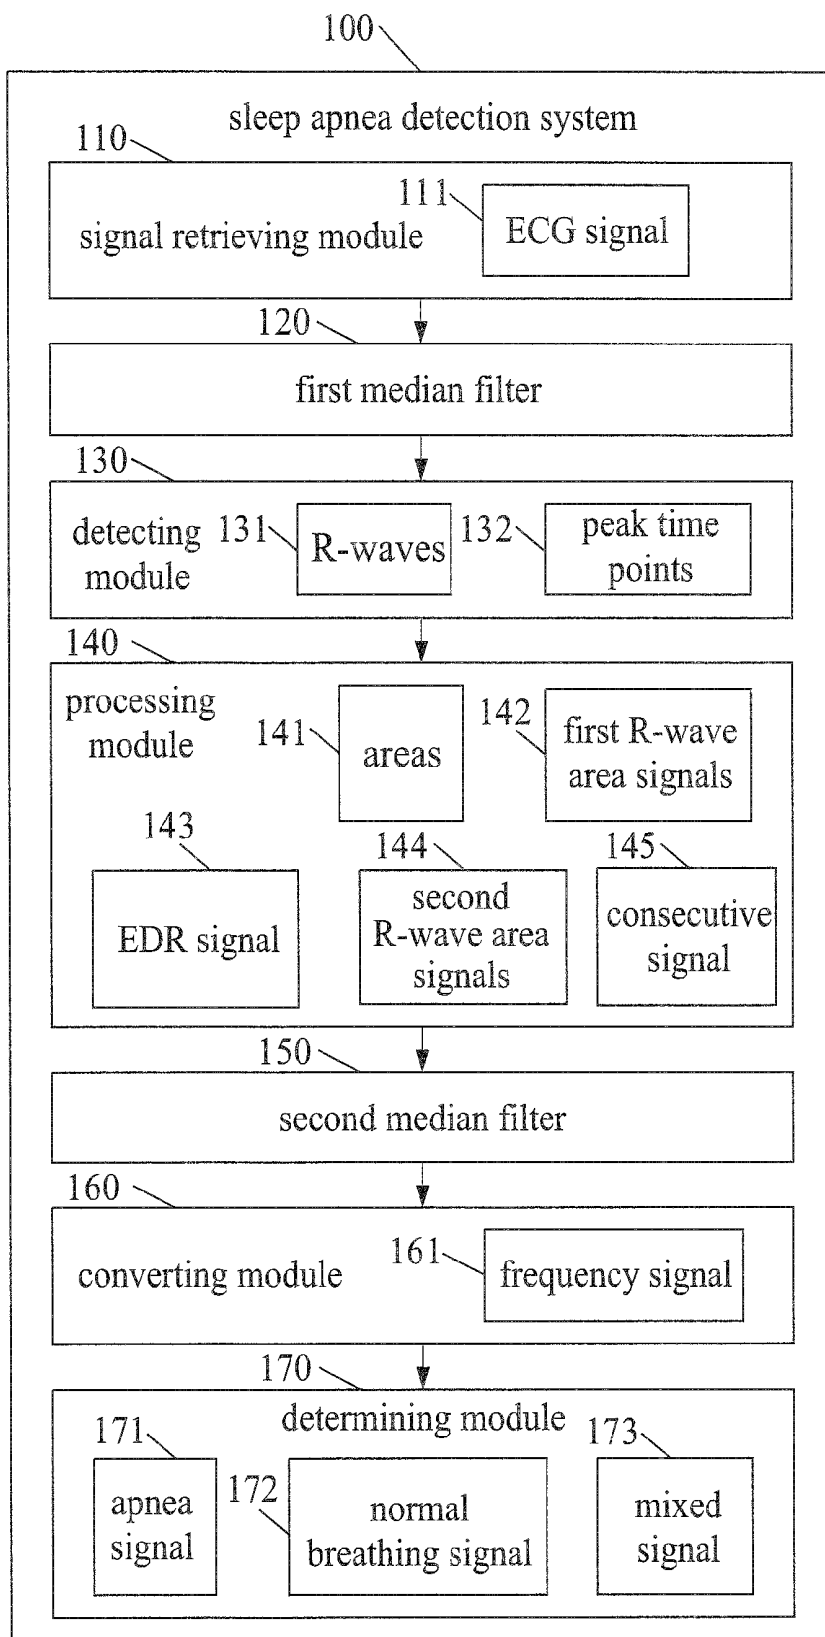 100
sleep apnea detection system
110
signal retrieving module
111
ECG signal
120
first median filter
130
detecting
module
131
R-waves
132
peak time
points
140
processing
module
141
areas
142
first R-wave
area signals
143
EDR signal
144
second
R-wave area
signals
145
consecutive
signal
150
second median filter
160
converting module
161
frequency signal
170
determining module
171
apnea
signal
172
normal
breathing signal
173
mixed
signal